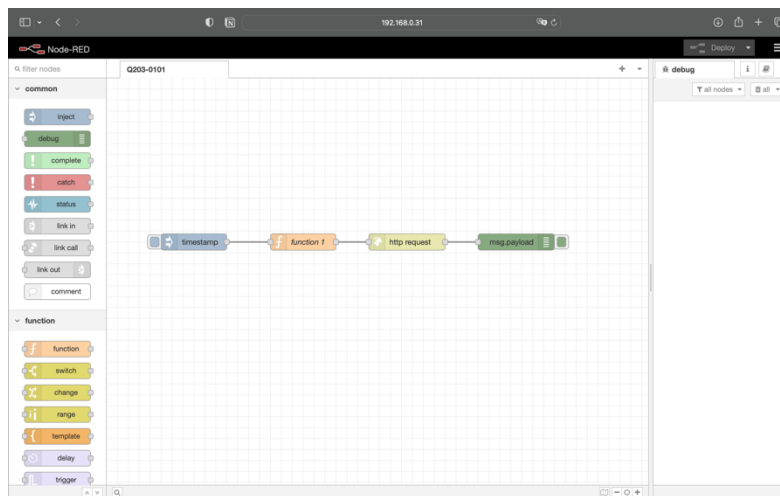 192.168.0.31
Node-RED
Deploy
filter nodes
Q203-0101
debug
i
all nodes
all
common
inject
debug
complete
catch
status
link in
link call
link out
comment
function
function
switch
change
range
template
delay
trigger
timestamp
function 1
http request
msg.payload